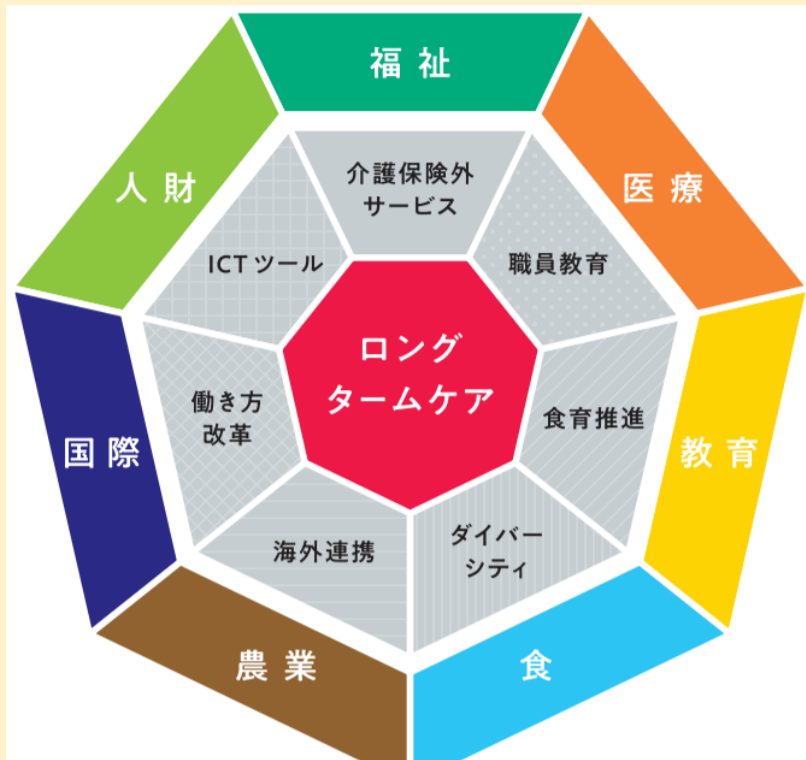 福祉
医療
教育
食
農業
国際
人財
介護保険外
サービス
職員教育
食育推進
ダイバー
シティ
海外連携
働き方
改革
ICTツール
ロング
タームケア